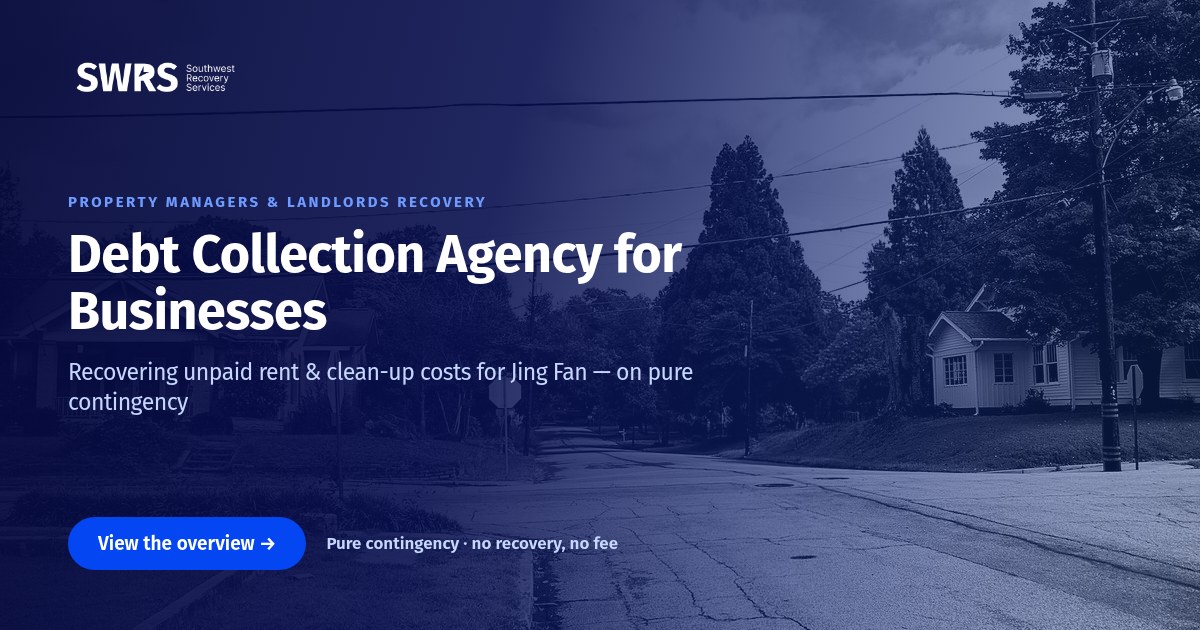 SWRS
Southwest
Recovery
Services
PROPERTY MANAGERS & LANDLORDS RECOVERY
Debt Collection Agency for
Businesses
Recovering unpaid rent & clean-up costs for Jing Fan — on pure
contingency
View the overview →
Pure contingency · no recovery, no fee